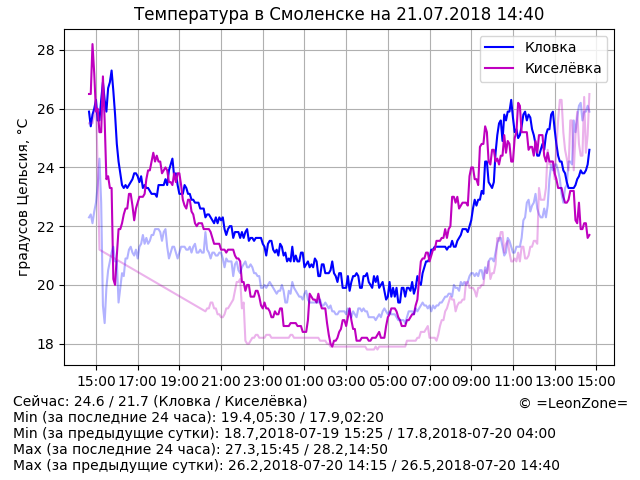 Температура в Смоленске на 21.07.2018 14:40
Кловка
Киселёвка
градусов Цельсия, °C
28
26
24
22
20
18
15:00 17:00 19:00 21:00 23:00 01:00 03:00 05:00 07:00 09:00 11:00 13:00 15:00
Сейчас: 24.6 / 21.7 (Кловка / Киселёвка)
© =LeonZone=
Min (за последние 24 часа): 19.4,05:30 / 17.9,02:20
Min (за предыдущие сутки): 18.7,2018-07-19 15:25 / 17.8,2018-07-20 04:00
Max (за последние 24 часа): 27.3,15:45 / 28.2,14:50
Max (за предыдущие сутки): 26.2,2018-07-20 14:15 / 26.5,2018-07-20 14:40